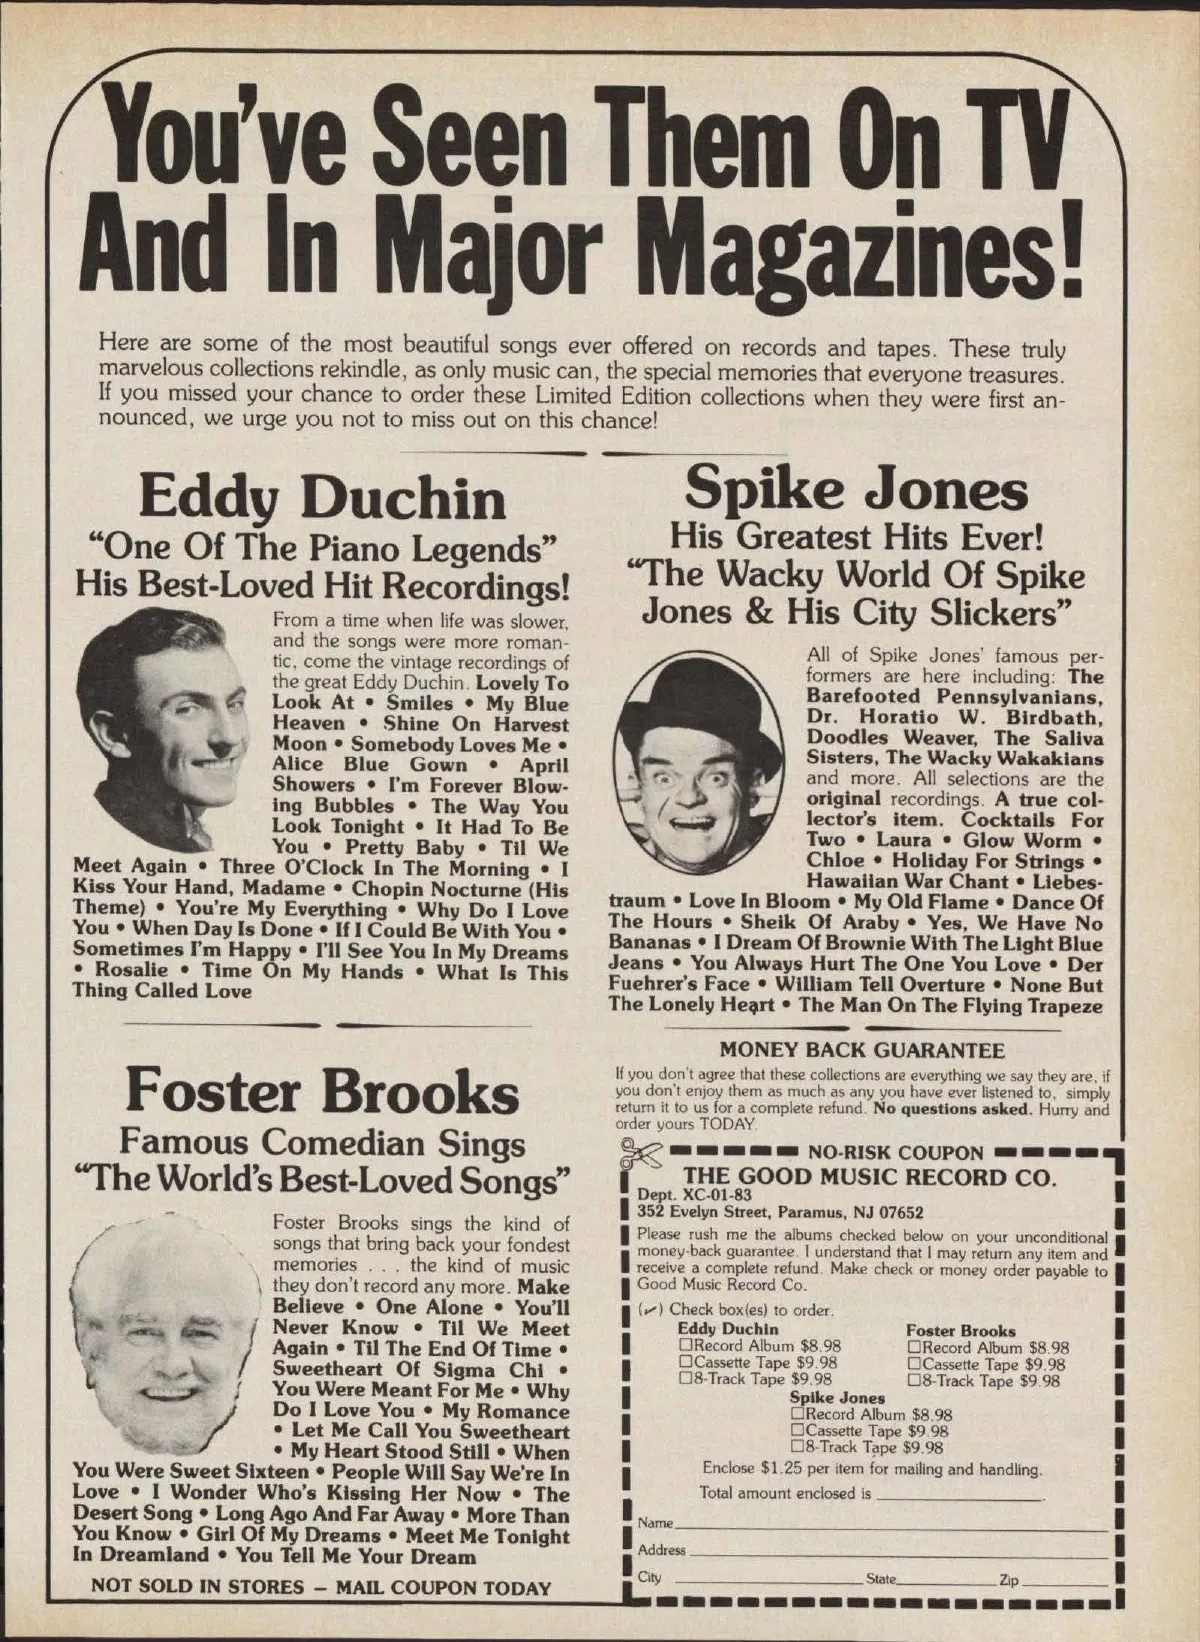 You've Seen Them On TV
And In Major Magazines!
Here are some of the most beautiful songs ever offered on records and tapes. These truly
marvelous collections rekindle, as only music can, the special memories that everyone treasures.
If you missed your chance to order these Limited Edition collections when they were first an-
nounced, we urge you not to miss out on this chance!
Eddy Duchin
“One Of The Piano Legends”
His Best-Loved Hit Recordings!
From a time when life was slower,
and the songs were more roman-
tic, come the vintage recordings of
the great Eddy Duchin. Lovely To
Look At • Smiles • My Blue
Heaven • Shine On Harvest
Moon • Somebody Loves Me •
Alice Blue Gown • April
Showers • I'm Forever Blow-
ing Bubbles • The Way You
Look Tonight • It Had To Be
You • Pretty Baby • Til We
Meet Again • Three O'Clock In The Morning • I
Kiss Your Hand, Madame • Chopin Nocturne (His
Theme) • You're My Everything • Why Do I Love
You • When Day Is Done • If I Could Be With You •
Sometimes I'm Happy • I'll See You In My Dreams
• Rosalie • Time On My Hands • What Is This
Thing Called Love
Spike Jones
His Greatest Hits Ever!
“The Wacky World Of Spike
Jones & His City Slickers”
All of Spike Jones' famous per-
formers are here including: The
Barefooted Pennsylvanians,
Dr. Horatio W. Birdbath,
Doodles Weaver, The Saliva
Sisters, The Wacky Wakakians
and more. All selections are the
original recordings. A true col-
lector's item. Cocktails For
Two • Laura • Glow Worm •
Chloe • Holiday For Strings •
Hawaiian War Chant • Liebes-
traum • Love In Bloom • My Old Flame • Dance Of
The Hours • Sheik Of Araby • Yes, We Have No
Bananas • I Dream Of Brownie With The Light Blue
Jeans • You Always Hurt The One You Love • Der
Fuehrer's Face • William Tell Overture • None But
The Lonely Heart • The Man On The Flying Trapeze
Foster Brooks
Famous Comedian Sings
“The World's Best-Loved Songs”
Foster Brooks sings the kind of
songs that bring back your fondest
memories . . . the kind of music
they don't record any more. Make
Believe • One Alone • You'll
Never Know • Til We Meet
Again • Til The End Of Time •
Sweetheart Of Sigma Chi •
You Were Meant For Me • Why
Do I Love You • My Romance
• Let Me Call You Sweetheart
• My Heart Stood Still • When
You Were Sweet Sixteen • People Will Say We're In
Love • I Wonder Who's Kissing Her Now • The
Desert Song • Long Ago And Far Away • More Than
You Know • Girl Of My Dreams • Meet Me Tonight
In Dreamland • You Tell Me Your Dream
NOT SOLD IN STORES – MAIL COUPON TODAY
MONEY BACK GUARANTEE
If you don't agree that these collections are everything we say they are, if
you don't enjoy them as much as any you have ever listened to, simply
return it to us for a complete refund. No questions asked. Hurry and
order yours TODAY.
NO-RISK COUPON
THE GOOD MUSIC RECORD CO.
Dept. XC-01-83
352 Evelyn Street, Paramus, NJ 07652
Please rush me the albums checked below on your unconditional
money-back guarantee. I understand that I may return any item and
receive a complete refund. Make check or money order payable to
Good Music Record Co.
(✓) Check box(es) to order.
Eddy Duchin
☐Record Album $8.98
☐Cassette Tape $9.98
☐8-Track Tape $9.98
Foster Brooks
☐Record Album $8.98
☐Cassette Tape $9.98
☐8-Track Tape $9.98
Spike Jones
☐Record Album $8.98
☐Cassette Tape $9.98
☐8-Track Tape $9.98
Enclose $1.25 per item for mailing and handling.
Total amount enclosed is ____.
Name____
Address____
City ____ State____ Zip____